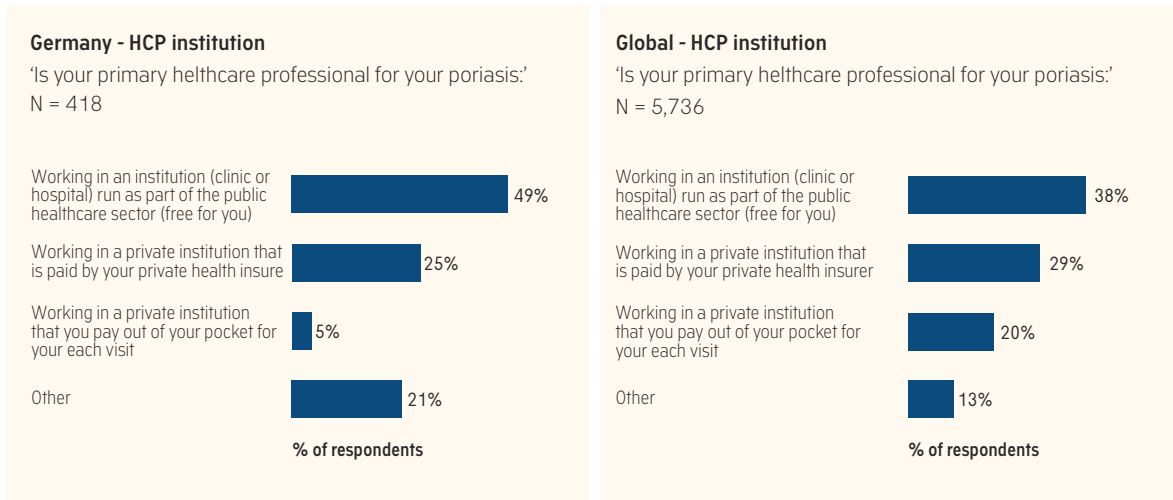 Germany - HCP institution
‘Is your primary helthcare professional for your poriasis:’
N = 418
Working in an institution (clinic or
hospital) run as part of the public
healthcare sector (free for you)
49%
Working in a private institution that
is paid by your private health insure
25%
Working in a private institution
that you pay out of your pocket for
your each visit
5%
Other
21%
% of respondents
Global - HCP institution
‘Is your primary helthcare professional for your poriasis:’
N = 5,736
Working in an institution (clinic or
hospital) run as part of the public
healthcare sector (free for you)
38%
Working in a private institution that
is paid by your private health insurer
29%
Working in a private institution
that you pay out of your pocket for
your each visit
20%
Other
13%
% of respondents